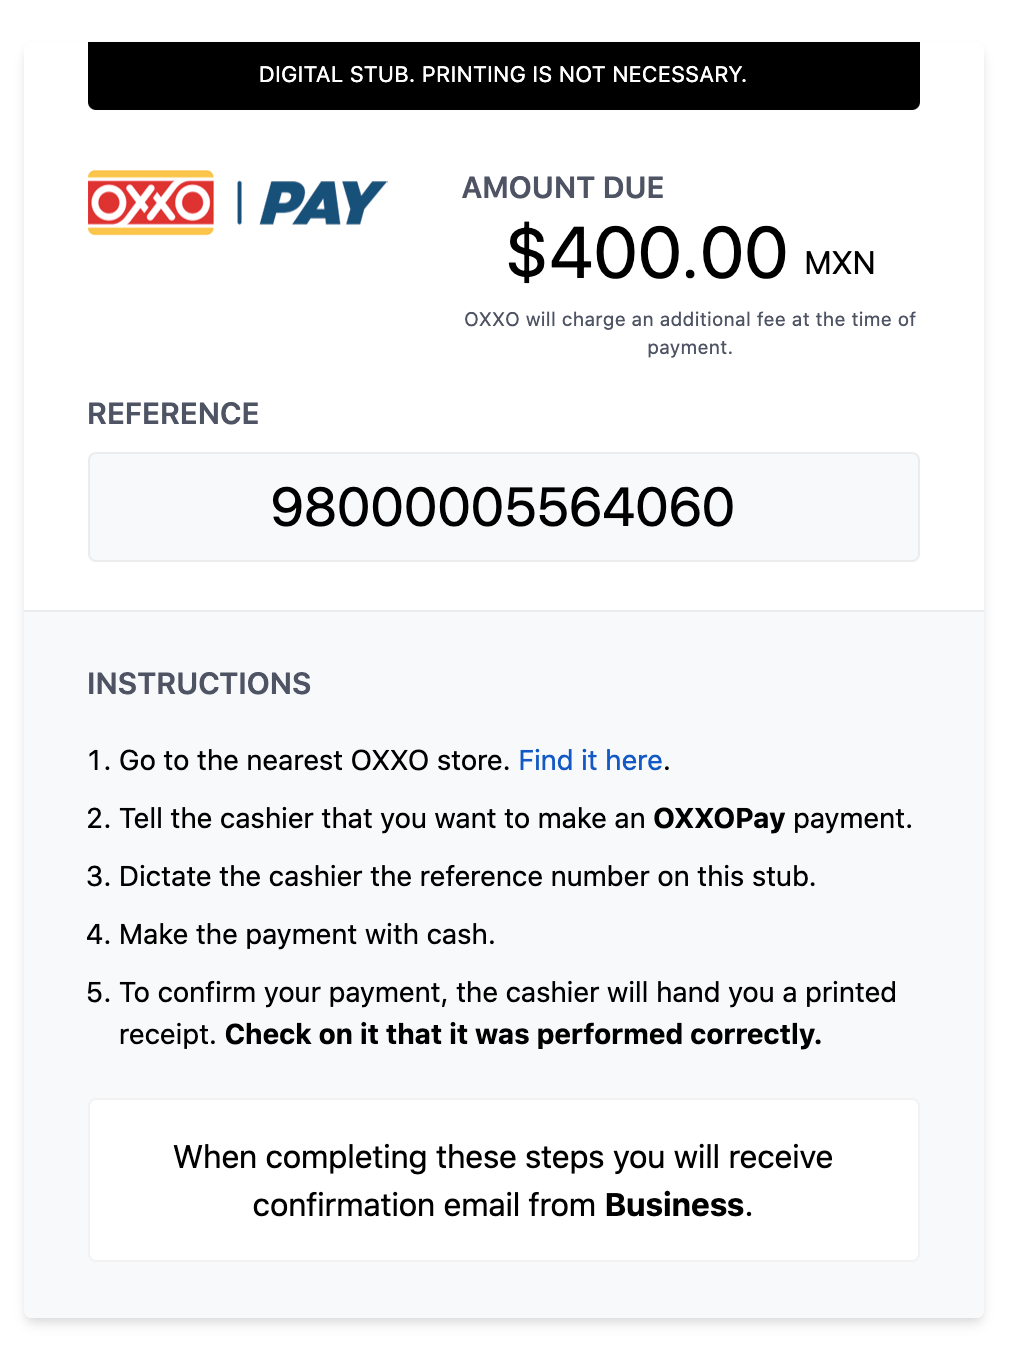 DIGITAL STUB. PRINTING IS NOT NECESSARY.
OXXO | PAY
AMOUNT DUE
$400.00 MXN
OXXO will charge an additional fee at the time of
payment.
REFERENCE
98000005564060
INSTRUCTIONS
1. Go to the nearest OXXO store. Find it here.
2. Tell the cashier that you want to make an OXXOPay payment.
3. Dictate the cashier the reference number on this stub.
4. Make the payment with cash.
5. To confirm your payment, the cashier will hand you a printed
receipt. Check on it that it was performed correctly.
When completing these steps you will receive
confirmation email from Business.